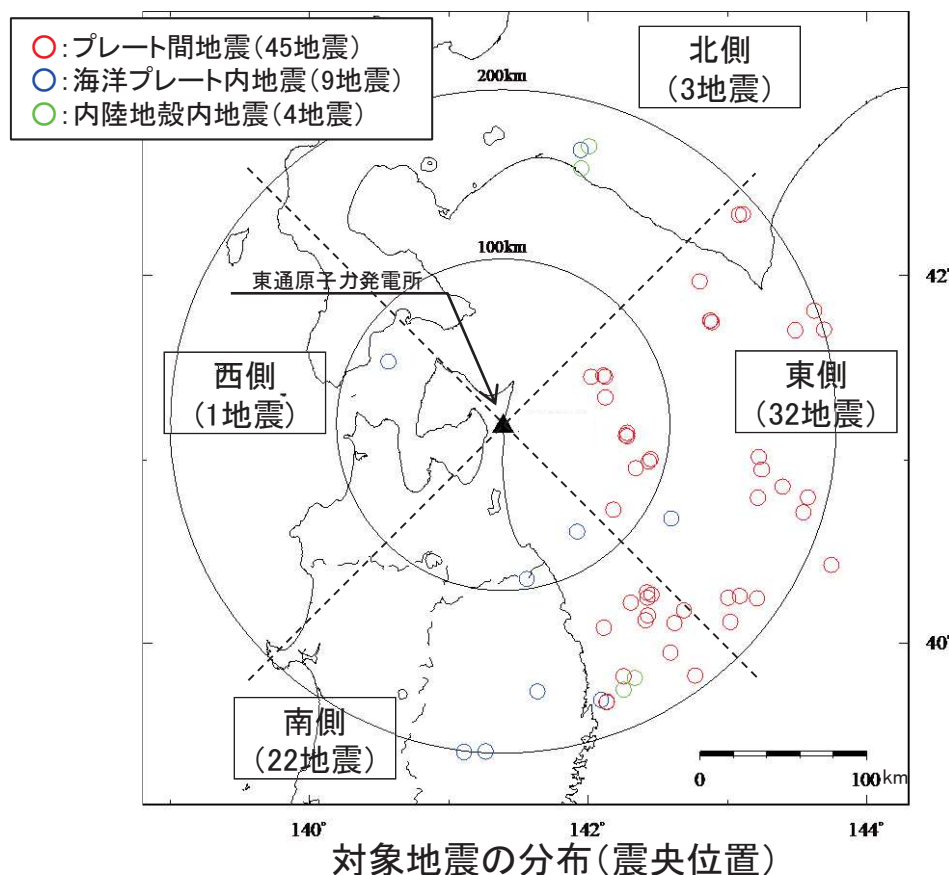 ○:プレート間地震(45地震)
○:海洋プレート内地震(9地震)
○:内陸地殻内地震(4地震)
北側
(3地震)
200km
100km
東通原子力発電所
42°
西側
(1地震)
東側
(32地震)
40°
南側
(22地震)
0 100 km
140° 142° 144°
対象地震の分布(震央位置)